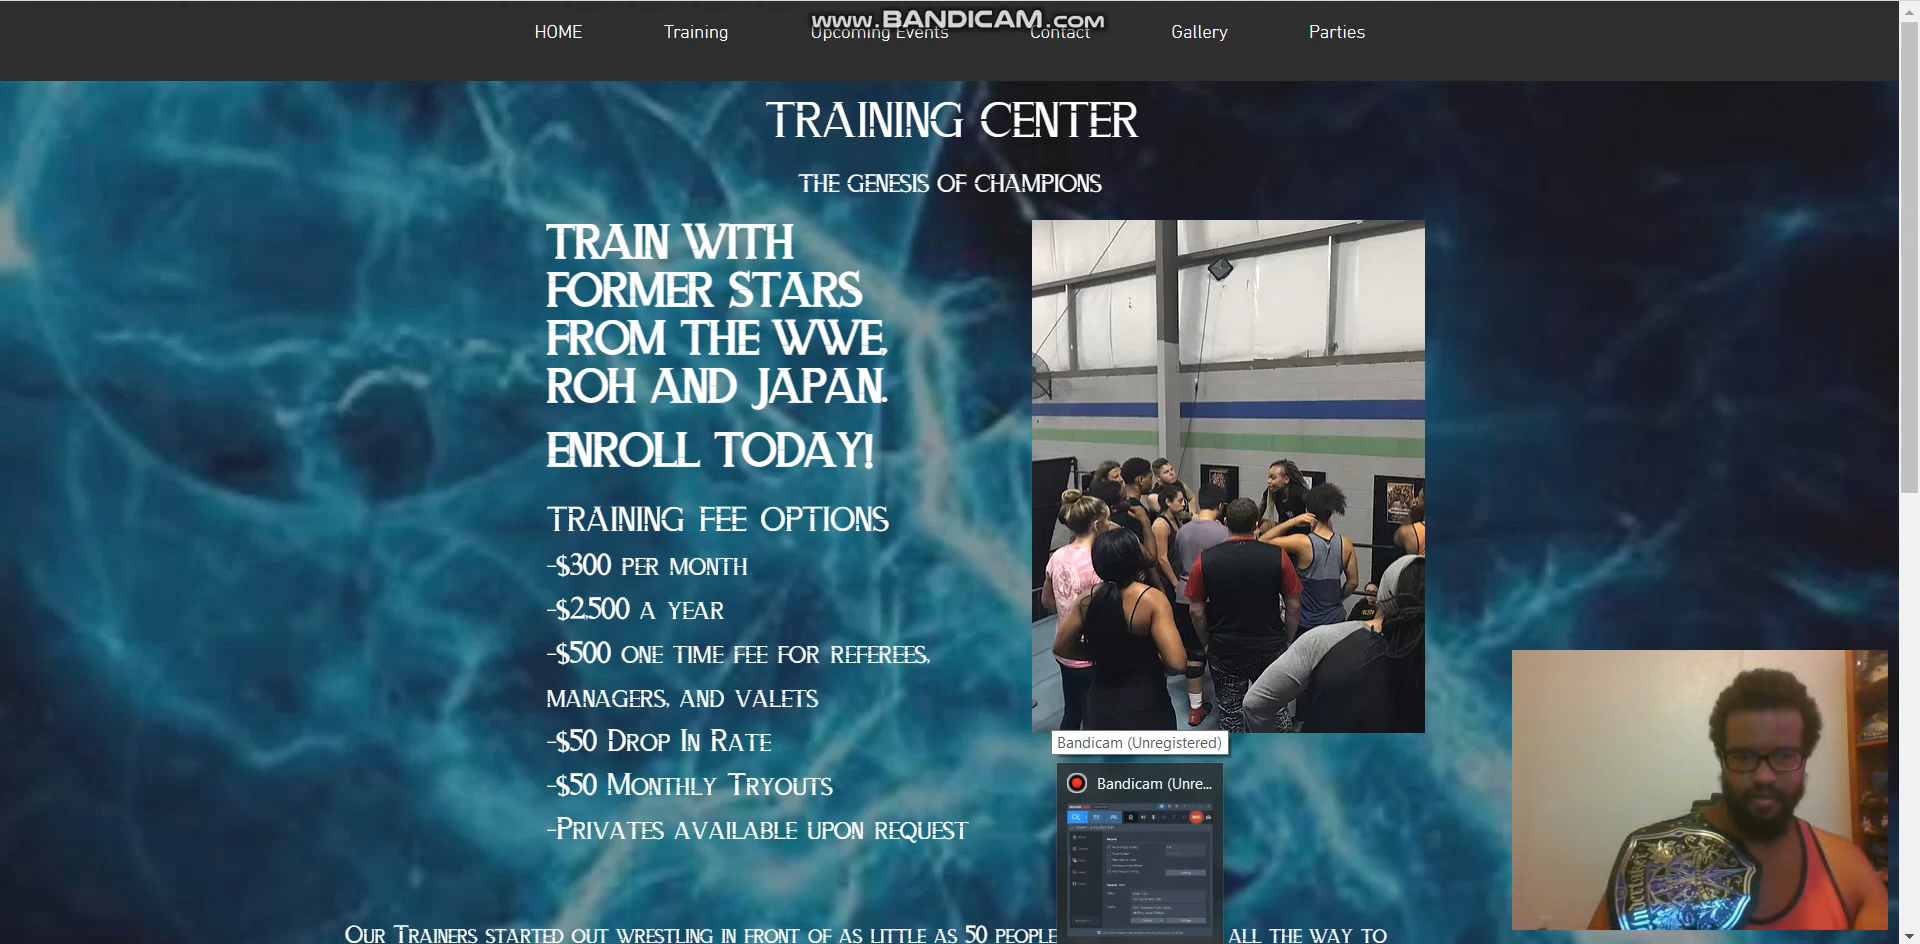 www.BANDICAM.com
HOME Training Upcoming Events Contact Gallery Parties
TRAINING CENTER
THE GENESIS OF CHAMPIONS
TRAIN WITH
FORMER STARS
FROM THE WWE,
ROH AND JAPAN.
ENROLL TODAY!
TRAINING FEE OPTIONS
-$300 PER MONTH
-$2,500 A YEAR
-$500 ONE TIME FEE FOR REFEREES,
MANAGERS, AND VALETS
-$50 DROP IN RATE
-$50 MONTHLY TRYOUTS
-PRIVATES AVAILABLE UPON REQUEST
Bandicam (Unregistered)
Bandicam (Unre...
Undertaker
OUR TRAINERS STARTED OUT WRESTLING IN FRONT OF AS LITTLE AS 50 PEOPLE ALL THE WAY TO